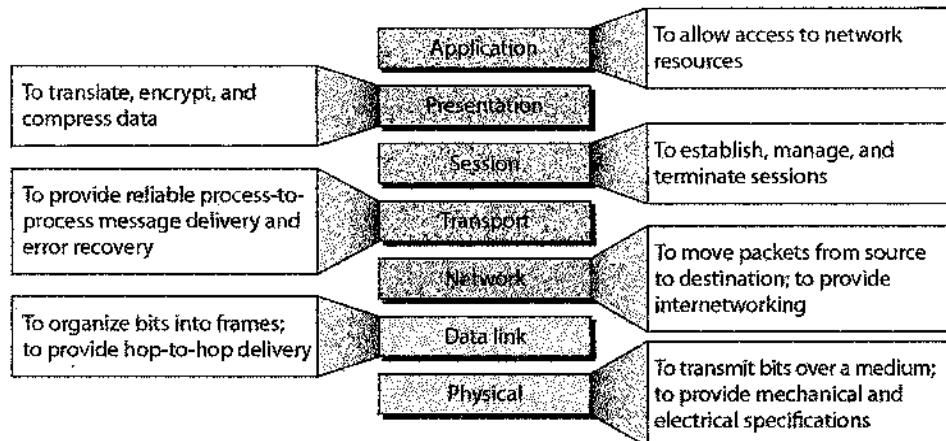 Application
To allow access to network
resources
To translate, encrypt, and
compress data
Presentation
Session
To establish, manage, and
terminate sessions
To provide reliable process-to-
process message delivery and
error recovery
Transport
Network
To move packets from source
to destination; to provide
internetworking
To organize bits into frames;
to provide hop-to-hop delivery
Data link
Physical
To transmit bits over a medium;
to provide mechanical and
electrical specifications